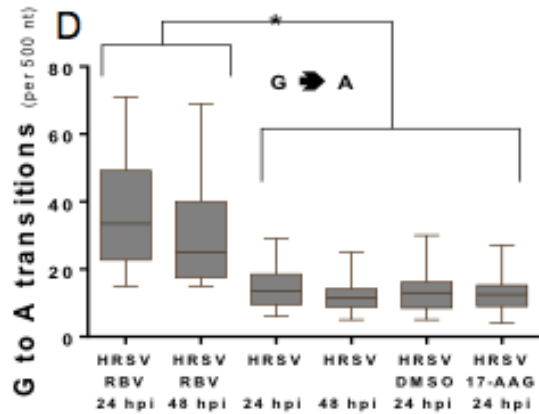 D
*
G A
G to A transitions (per 500 nt)
80
60
40
20
0
HRSV HRSV HRSV HRSV HRSV HRSV
RBV RBV DMSO 17-AAG
24 hpi 48 hpi 24 hpi 48 hpi 24 hpi 24 hpi